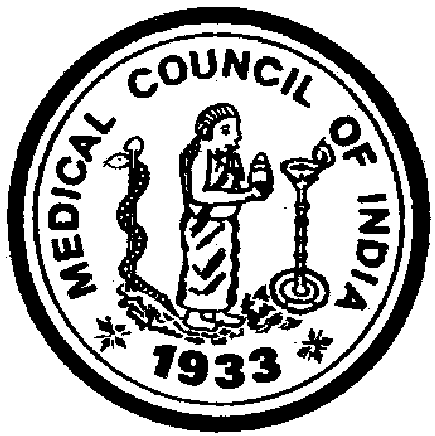 MEDICAL COUNCIL OF INDIA
1933